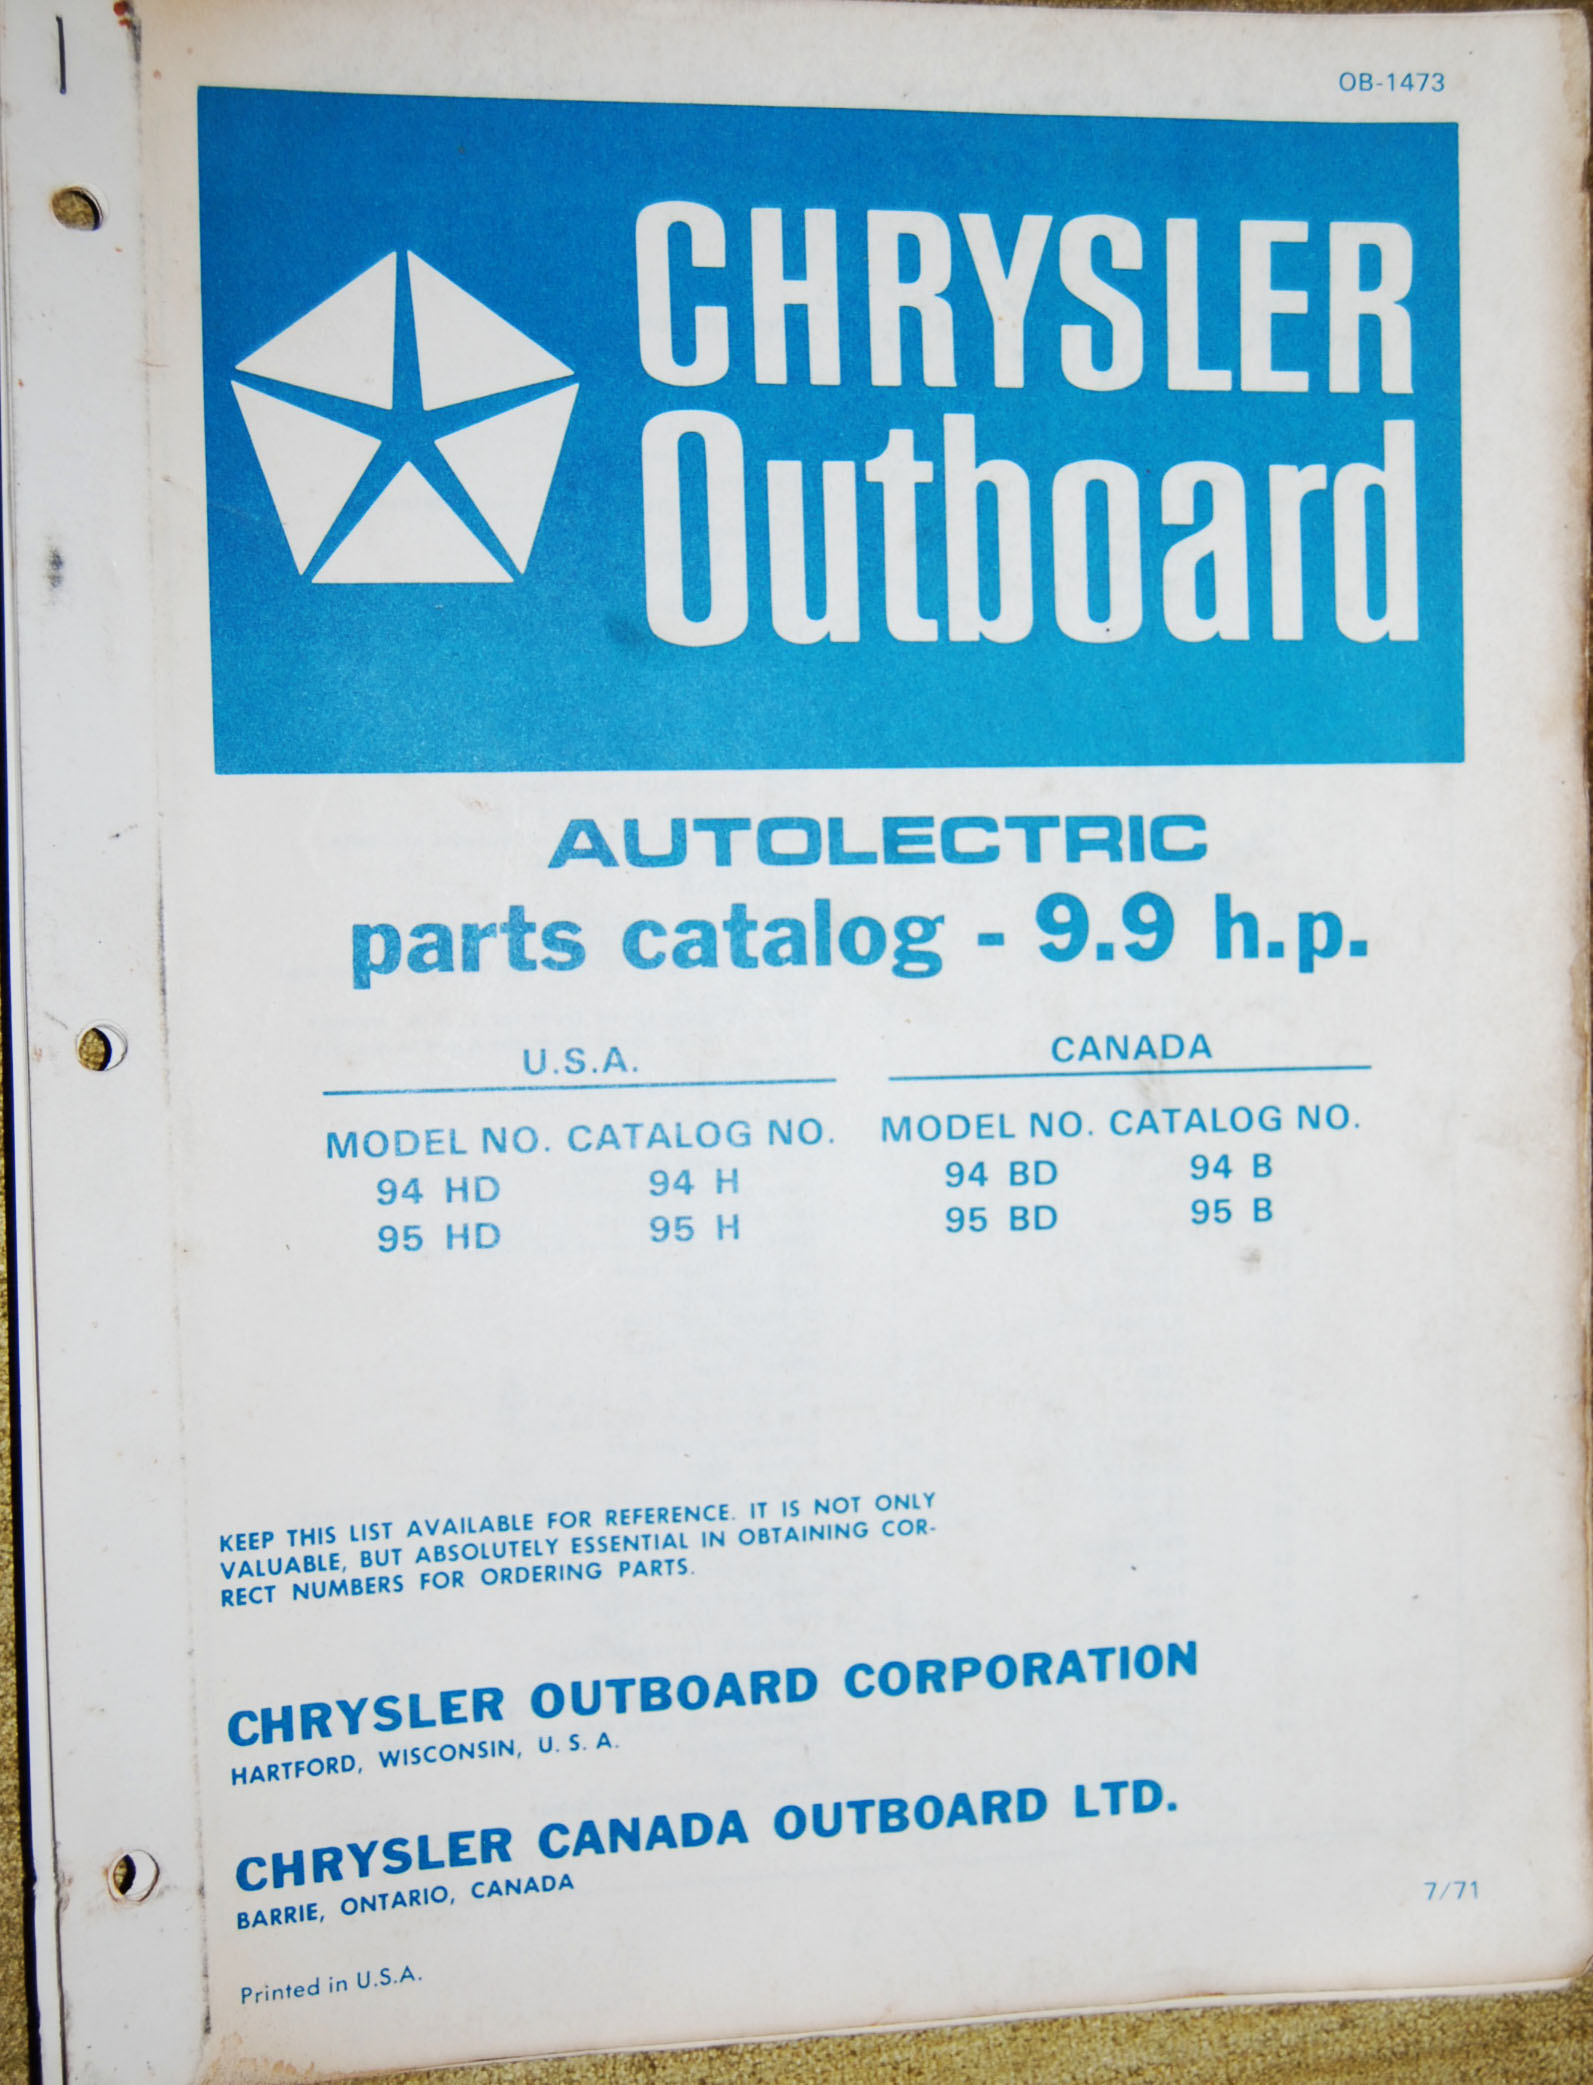 OB-1473
CHRYSLER
Outboard
AUTOLECTRIC
parts catalog - 9.9 h.p.
U.S.A. CANADA
MODEL NO. CATALOG NO. MODEL NO. CATALOG NO.
94 HD 94 H 94 BD 94 B
95 HD 95 H 95 BD 95 B
KEEP THIS LIST AVAILABLE FOR REFERENCE. IT IS NOT ONLY
VALUABLE, BUT ABSOLUTELY ESSENTIAL IN OBTAINING COR-
RECT NUMBERS FOR ORDERING PARTS.
CHRYSLER OUTBOARD CORPORATION
HARTFORD, WISCONSIN, U. S. A.
CHRYSLER CANADA OUTBOARD LTD.
BARRIE, ONTARIO, CANADA
7/71
Printed in U.S.A.